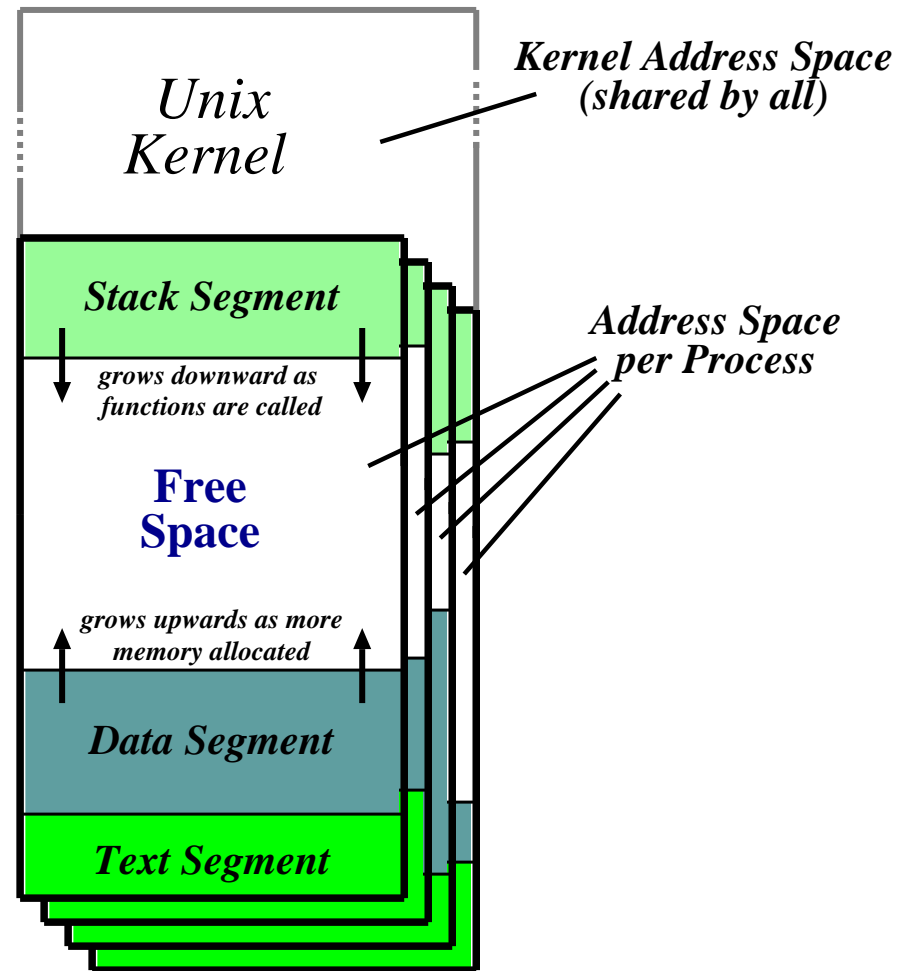 Unix
Kernel
Kernel Address Space
(shared by all)
Stack Segment
grows downward as
functions are called
Address Space
per Process
Free
Space
grows upwards as more
memory allocated
Data Segment
Text Segment